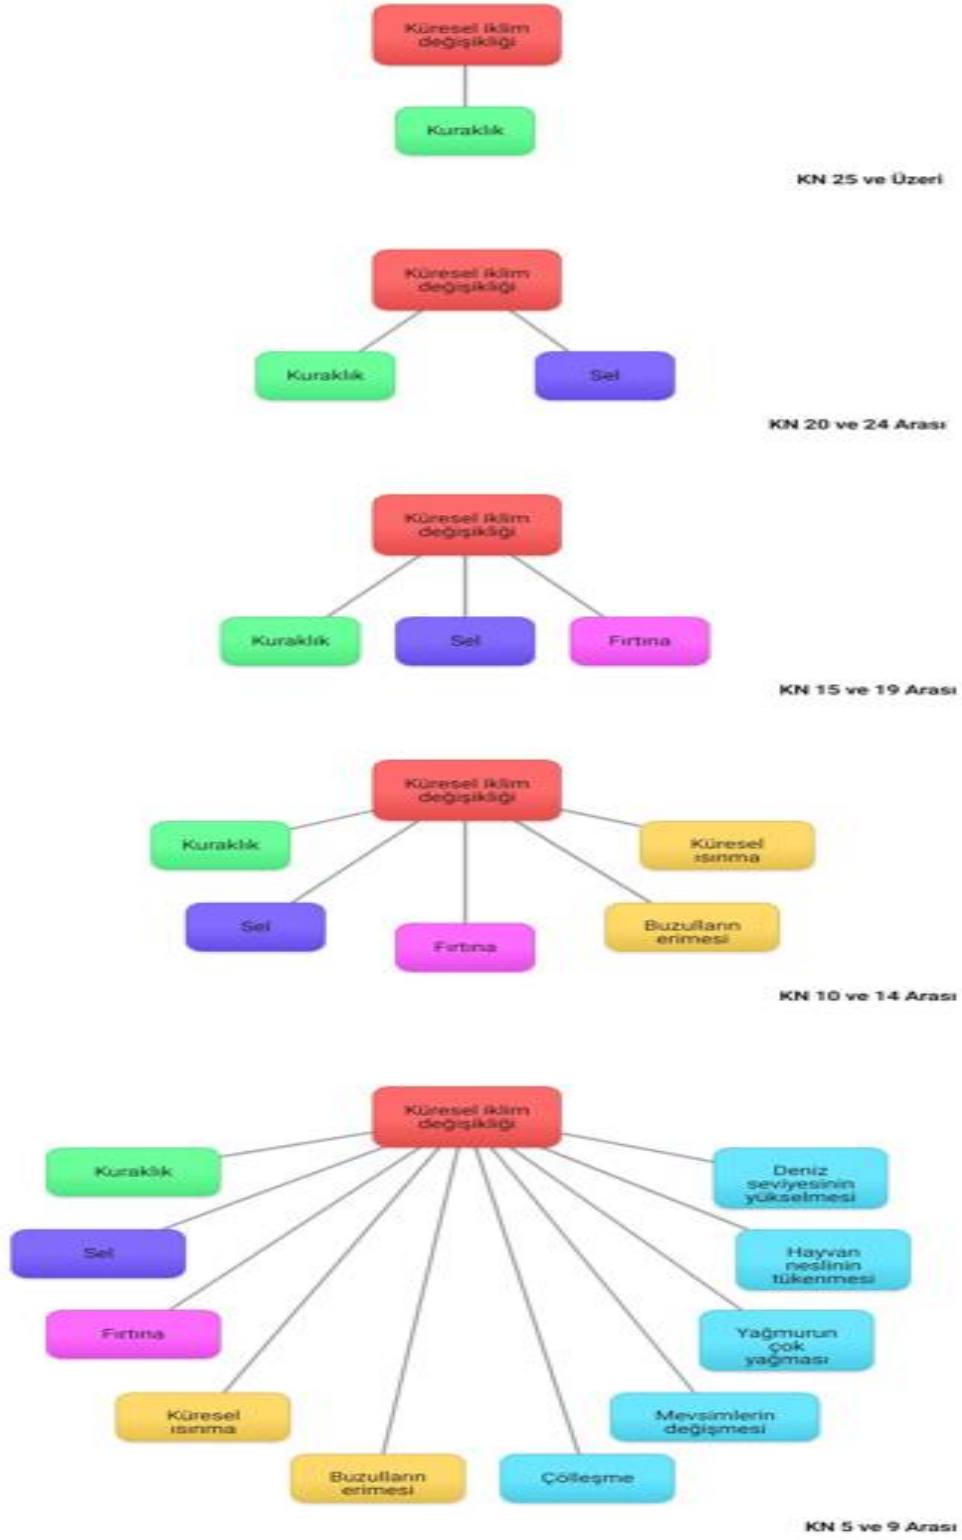 Küresel iklim
değişikliği
Kuraklık
KN 25 ve Üzeri
Küresel iklim
değişikliği
Kuraklık
Sel
KN 20 ve 24 Arası
Küresel iklim
değişikliği
Kuraklık
Sel
Fırtına
KN 15 ve 19 Arası
Küresel iklim
değişikliği
Kuraklık
Sel
Fırtına
Buzulların
erimesi
Küresel
ısınma
KN 10 ve 14 Arası
Küresel iklim
değişikliği
Kuraklık
Sel
Fırtına
Küresel
ısınma
Buzulların
erimesi
Çölleşme
Mevsimlerin
değişmesi
Yağmurun
çok
yağması
Hayvan
neslinin
tükenmesi
Deniz
seviyesinin
yükselmesi
KN 5 ve 9 Arası